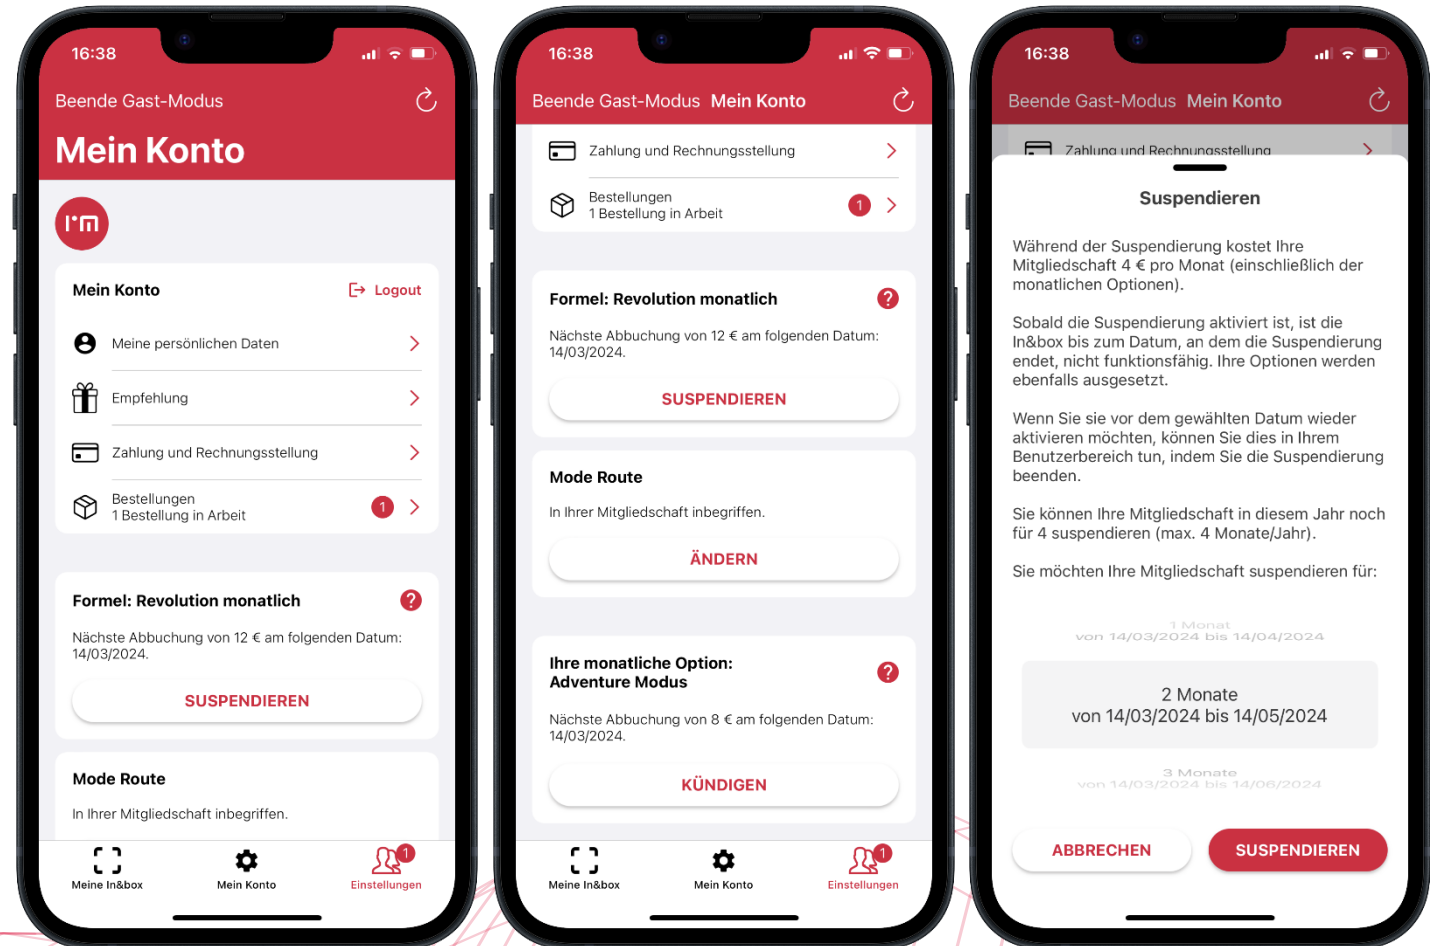 16:38
Beende Gast-Modus
Mein Konto
I'm
Mein Konto
Logout
Meine persönlichen Daten
Empfehlung
Zahlung und Rechnungsstellung
Bestellungen
1 Bestellung in Arbeit
1
Formel: Revolution monatlich
?
Nächste Abbuchung von 12 € am folgenden Datum:
14/03/2024.
SUSPENDIEREN
Mode Route
In Ihrer Mitgliedschaft inbegriffen.
1
Meine In&box
Mein Konto
Einstellungen
16:38
Beende Gast-Modus Mein Konto
Zahlung und Rechnungsstellung
Bestellungen
1 Bestellung in Arbeit
1
Formel: Revolution monatlich
?
Nächste Abbuchung von 12 € am folgenden Datum:
14/03/2024.
SUSPENDIEREN
Mode Route
In Ihrer Mitgliedschaft inbegriffen.
ÄNDERN
Ihre monatliche Option:
Adventure Modus
?
Nächste Abbuchung von 8 € am folgenden Datum:
14/03/2024.
KÜNDIGEN
1
Meine In&box
Mein Konto
Einstellungen
16:38
Beende Gast-Modus Mein Konto
Zahlung und Rechnungsstellung
Suspendieren
Während der Suspendierung kostet Ihre
Mitgliedschaft 4 € pro Monat (einschließlich der
monatlichen Optionen).
Sobald die Suspendierung aktiviert ist, ist die
In&box bis zum Datum, an dem die Suspendierung
endet, nicht funktionsfähig. Ihre Optionen werden
ebenfalls ausgesetzt.
Wenn Sie sie vor dem gewählten Datum wieder
aktivieren möchten, können Sie dies in Ihrem
Benutzerbereich tun, indem Sie die Suspendierung
beenden.
Sie können Ihre Mitgliedschaft in diesem Jahr noch
für 4 suspendieren (max. 4 Monate/Jahr).
Sie möchten Ihre Mitgliedschaft suspendieren für:
1 Monat
von 14/03/2024 bis 14/04/2024
2 Monate
von 14/03/2024 bis 14/05/2024
3 Monate
von 14/03/2024 bis 14/06/2024
ABBRECHEN
SUSPENDIEREN